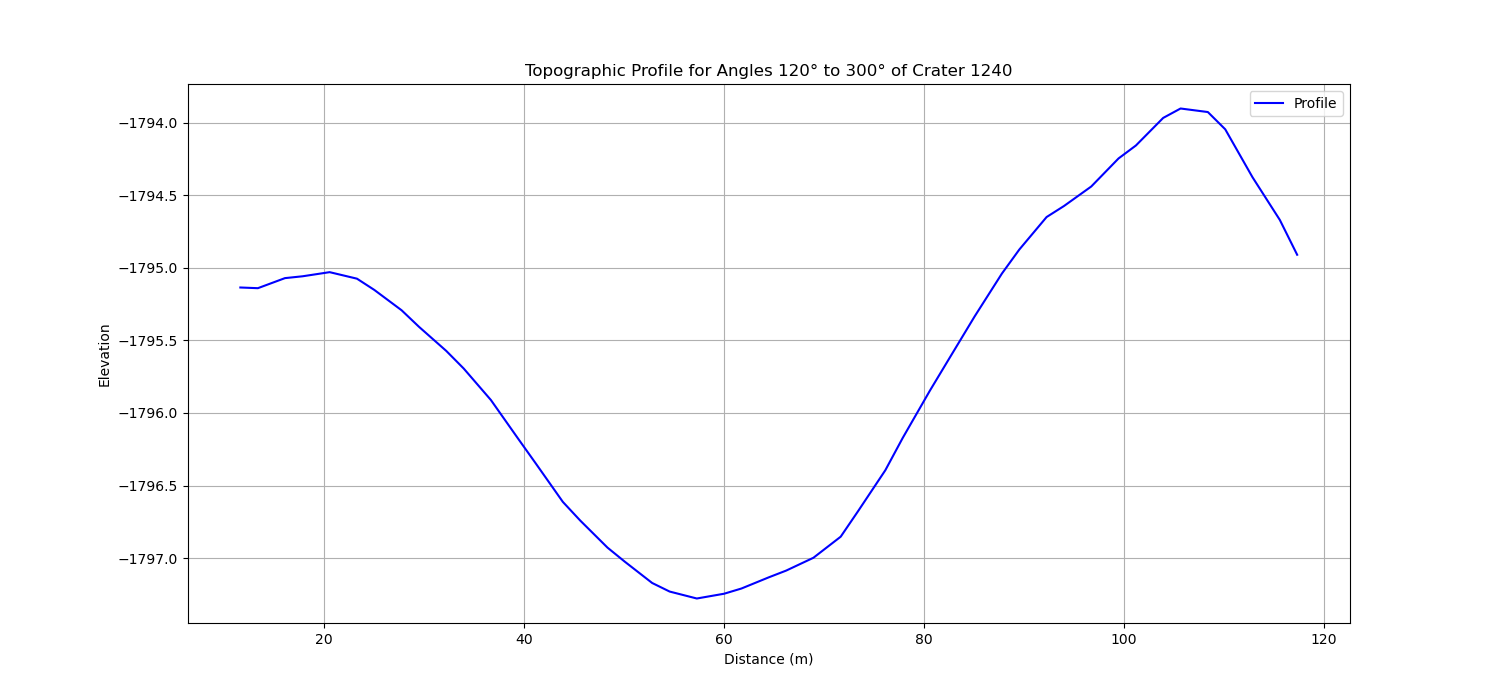 Topographic Profile for Angles 120° to 300° of Crater 1240
Profile
−1794.0
−1794.5
−1795.0
−1795.5
−1796.0
−1796.5
−1797.0
Elevation
20 40 60 80 100 120
Distance (m)